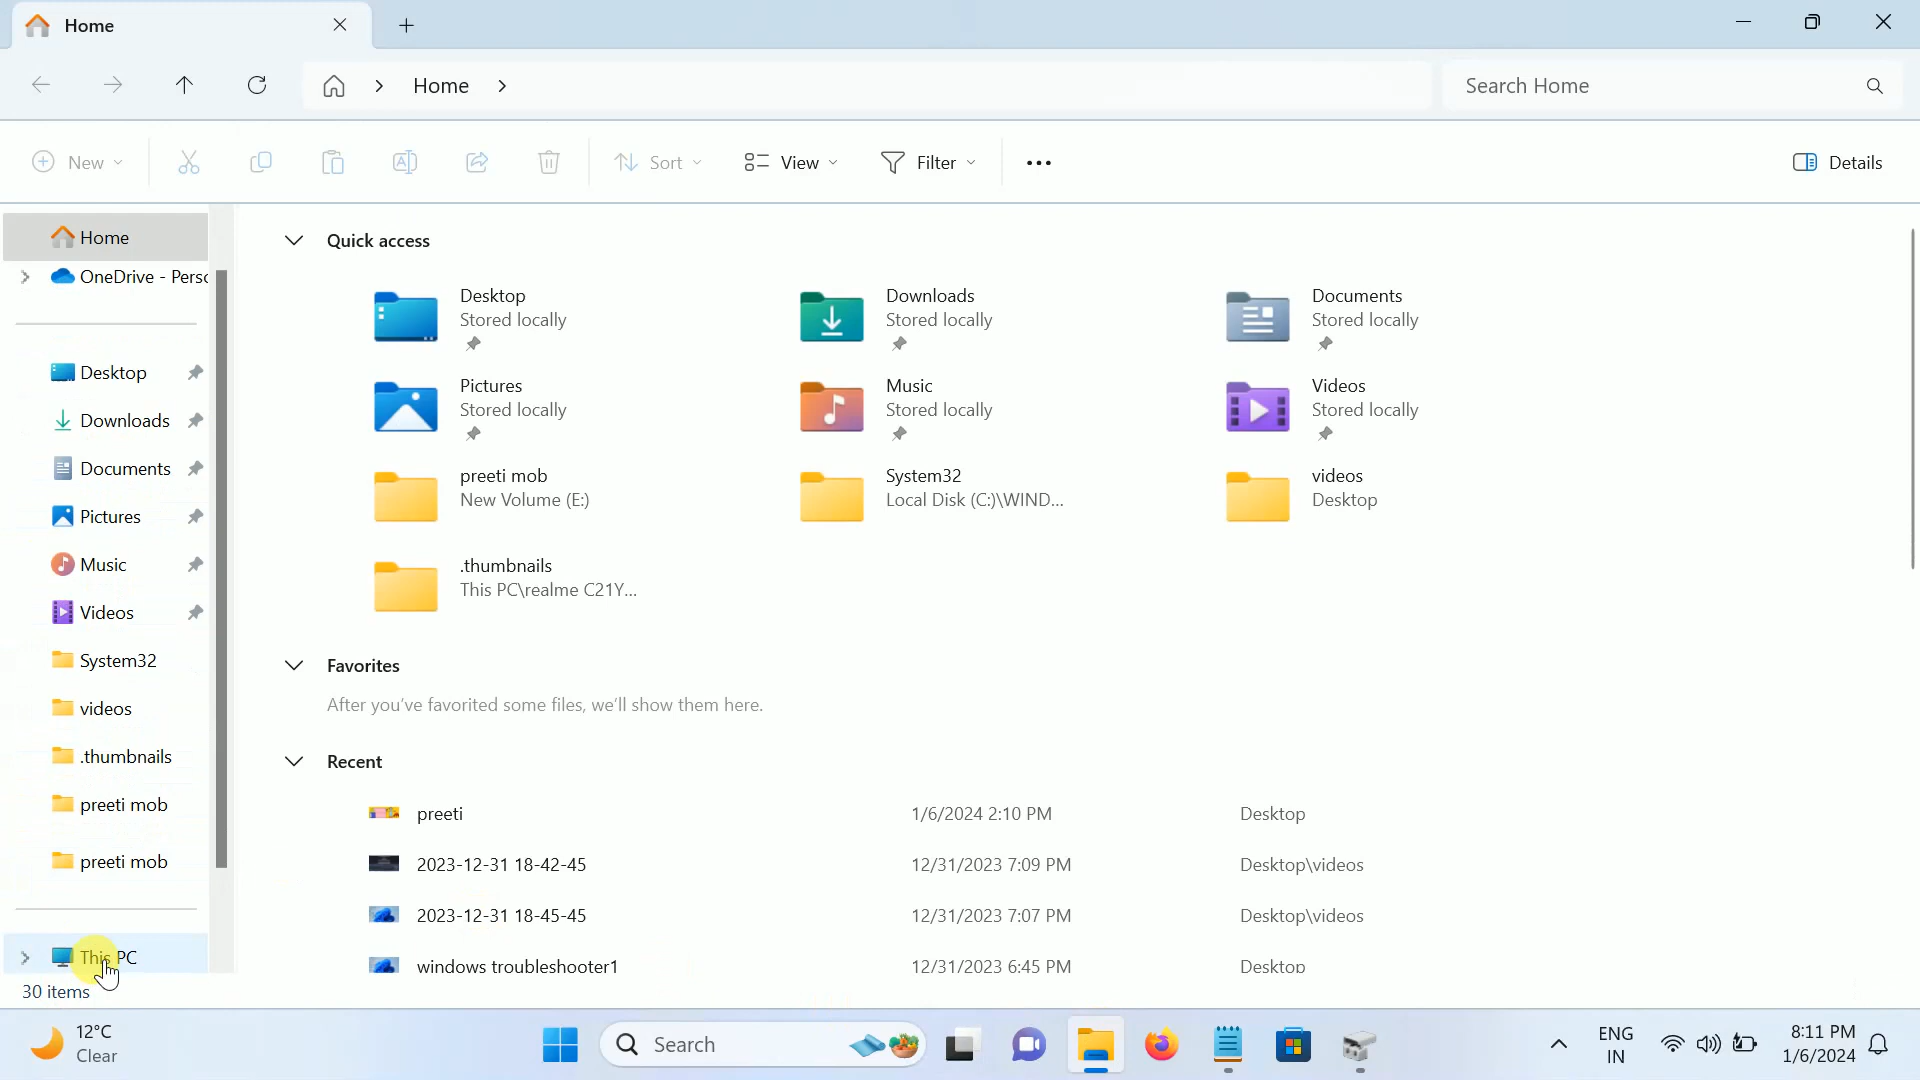 Home
Home
Search Home
New
Sort
View
Filter
Details
Home
OneDrive - Perso
Desktop
Downloads
Documents
Pictures
Music
Videos
System32
videos
.thumbnails
preeti mob
preeti mob
This PC
30 items
Quick access
Desktop
Stored locally
Downloads
Stored locally
Documents
Stored locally
Pictures
Stored locally
Music
Stored locally
Videos
Stored locally
preeti mob
New Volume (E:)
System32
Local Disk (C:)\WIND...
videos
Desktop
.thumbnails
This PC\realme C21Y...
Favorites
After you've favorited some files, we'll show them here.
Recent
preeti 1/6/2024 2:10 PM Desktop
2023-12-31 18-42-45 12/31/2023 7:09 PM Desktop\videos
2023-12-31 18-45-45 12/31/2023 7:07 PM Desktop\videos
windows troubleshooter1 12/31/2023 6:45 PM Desktop
12°C
Clear
Search
ENG
IN
8:11 PM
1/6/2024